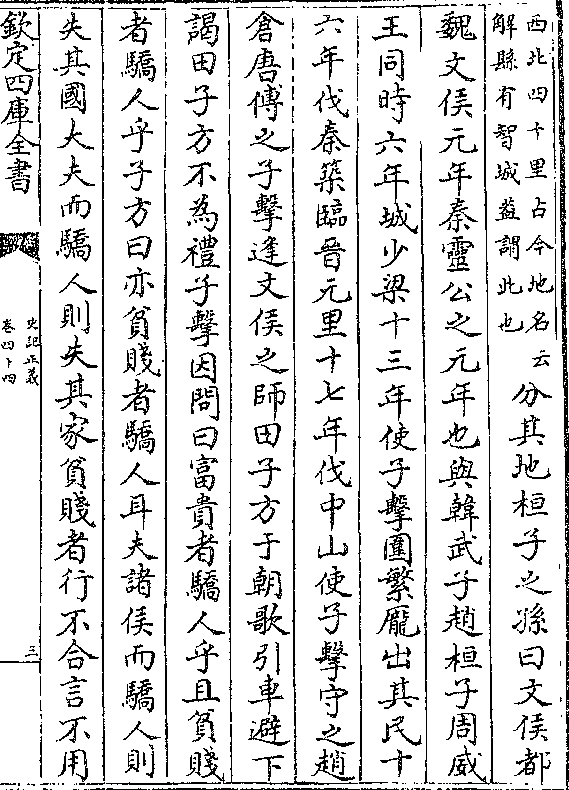 西北四十里占今地名云
解縣有智城葢謂此也
分其地桓子之孫曰文侯都
魏文侯元年秦靈公之元年也與韓武子趙桓子周威
王同時六年城少梁十三年使子擊圍繁龐出其民十
六年伐秦築臨晉元里十七年伐中山使子擊守之趙
倉唐傅之子擊逢文侯之師田子方于朝歌引車避下
謁田子方不為禮子擊因問曰富貴者驕人乎且貧賤
者驕人乎子方曰亦貧賤者驕人耳夫諸侯而驕人則
失其國大夫而驕人則失其家貧賤者行不合言不用
欽定四庫全書
史記正義
卷四十四
三